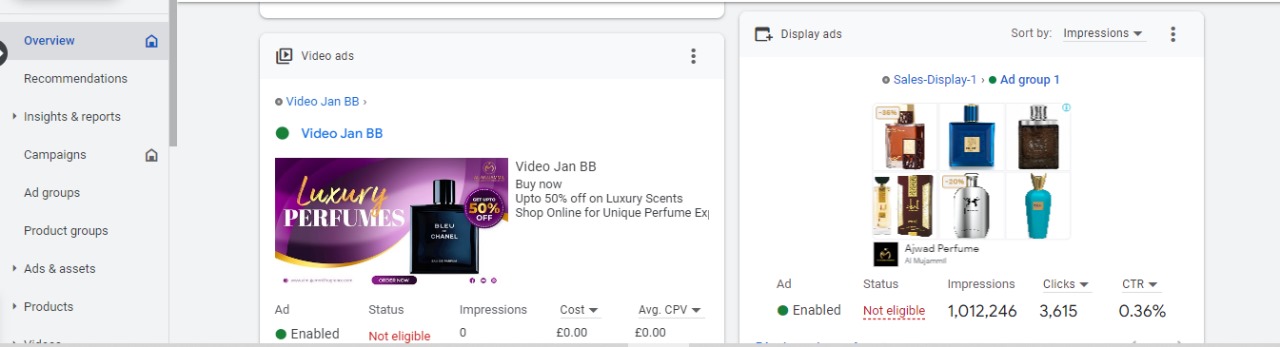 Overview
Recommendations
Insights & reports
Campaigns
Ad groups
Product groups
Ads & assets
Products
Videos
Video ads
Video Jan BB ›
Video Jan BB
Luxury
PERFUMES
BLEU
DE
CHANEL
GET UPTO
50%
OFF
ORDER NOW
Video Jan BB
Buy now
Upto 50% off on Luxury Scents
Shop Online for Unique Perfume Exp
Ad Status Impressions Cost Avg. CPV
Enabled Not eligible 0 £0.00 £0.00
Display ads Sort by: Impressions
Sales-Display-1 › Ad group 1
-36%
-20%
Ajwad Perfume
Al Mujammil
Ad Status Impressions Clicks CTR
Enabled Not eligible 1,012,246 3,615 0.36%